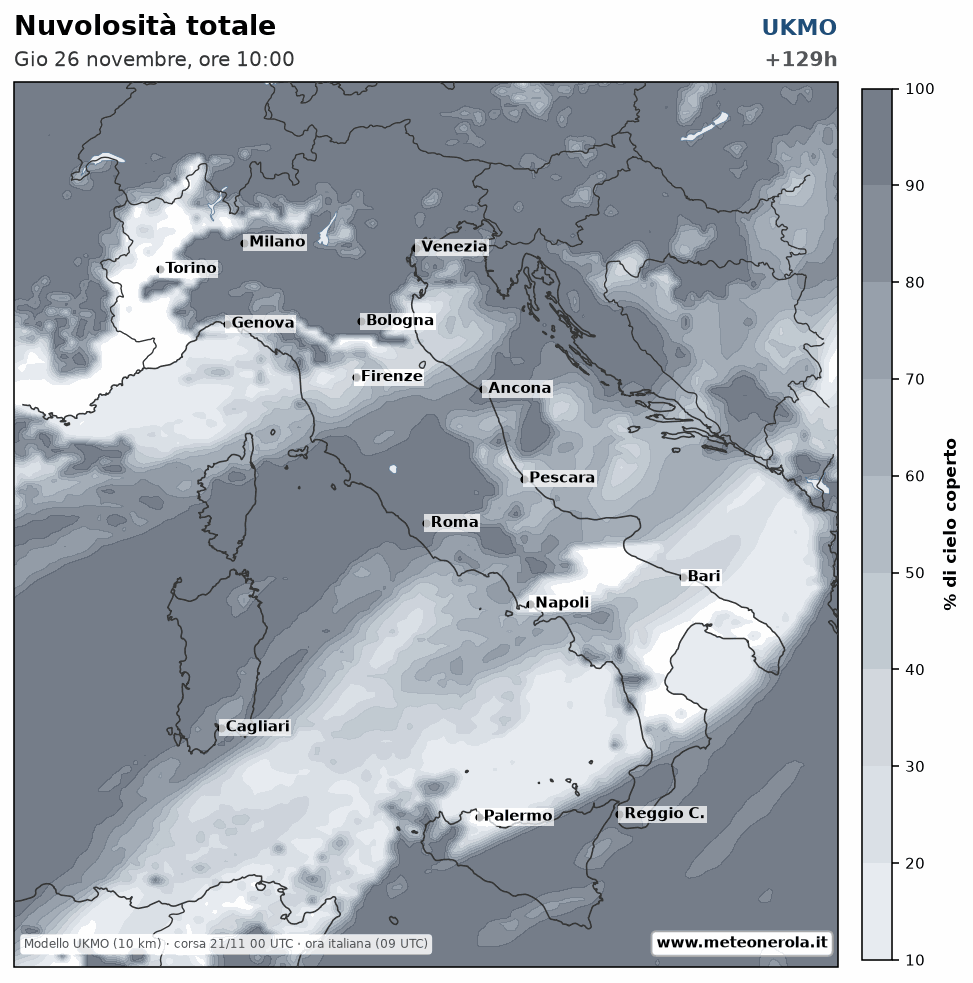 Nuvolosità totale
UKMO
Gio 26 novembre, ore 10:00
+129h
100
90
80
70
60
50
40
30
20
10
% di cielo coperto
Milano
Venezia
Torino
Genova
Bologna
Firenze
Ancona
Pescara
Roma
Bari
Napoli
Cagliari
Palermo
Reggio C.
Modello UKMO (10 km) · corsa 21/11 00 UTC · ora italiana (09 UTC)
www.meteonerola.it